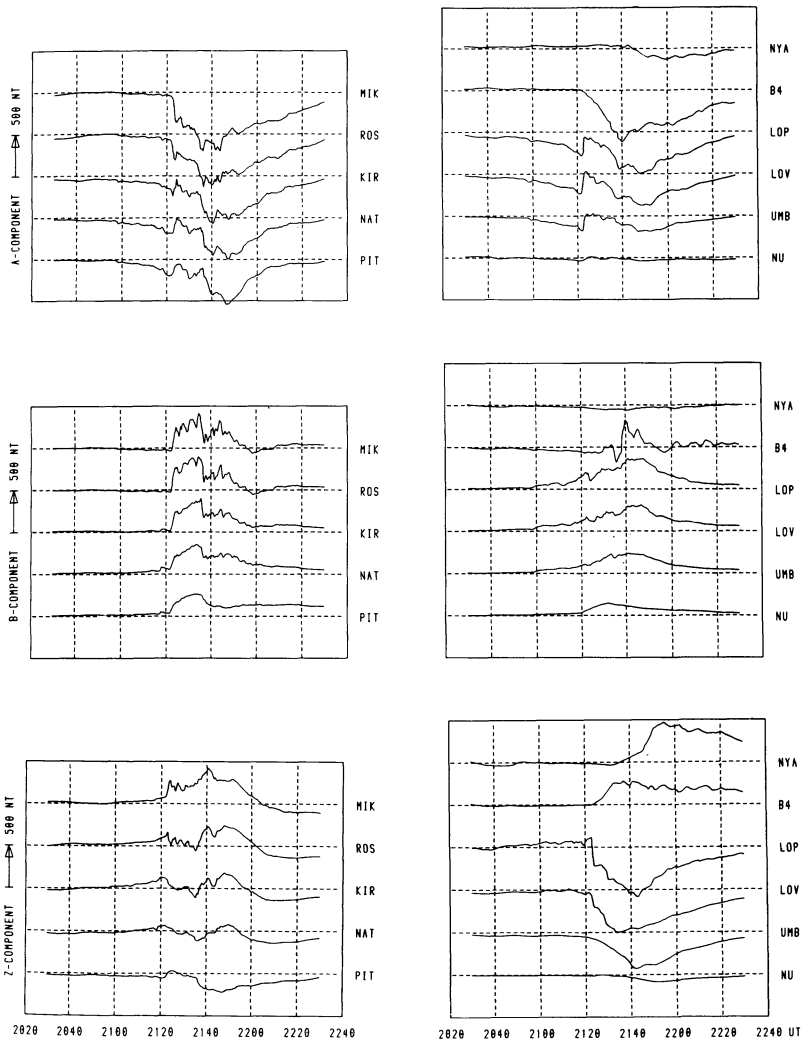 A-COMPONENT
500 NT
MIK
ROS
KIR
NAT
PIT
NYA
B4
LOP
LOV
UMB
NU
B-COMPONENT
500 NT
MIK
ROS
KIR
NAT
PIT
NYA
B4
LOP
LOV
UMB
NU
Z-COMPONENT
500 NT
MIK
ROS
KIR
NAT
PIT
NYA
B4
LOP
LOV
UMB
NU
2020 2040 2100 2120 2140 2200 2220 2240
2020 2040 2100 2120 2140 2200 2220 2240 UT